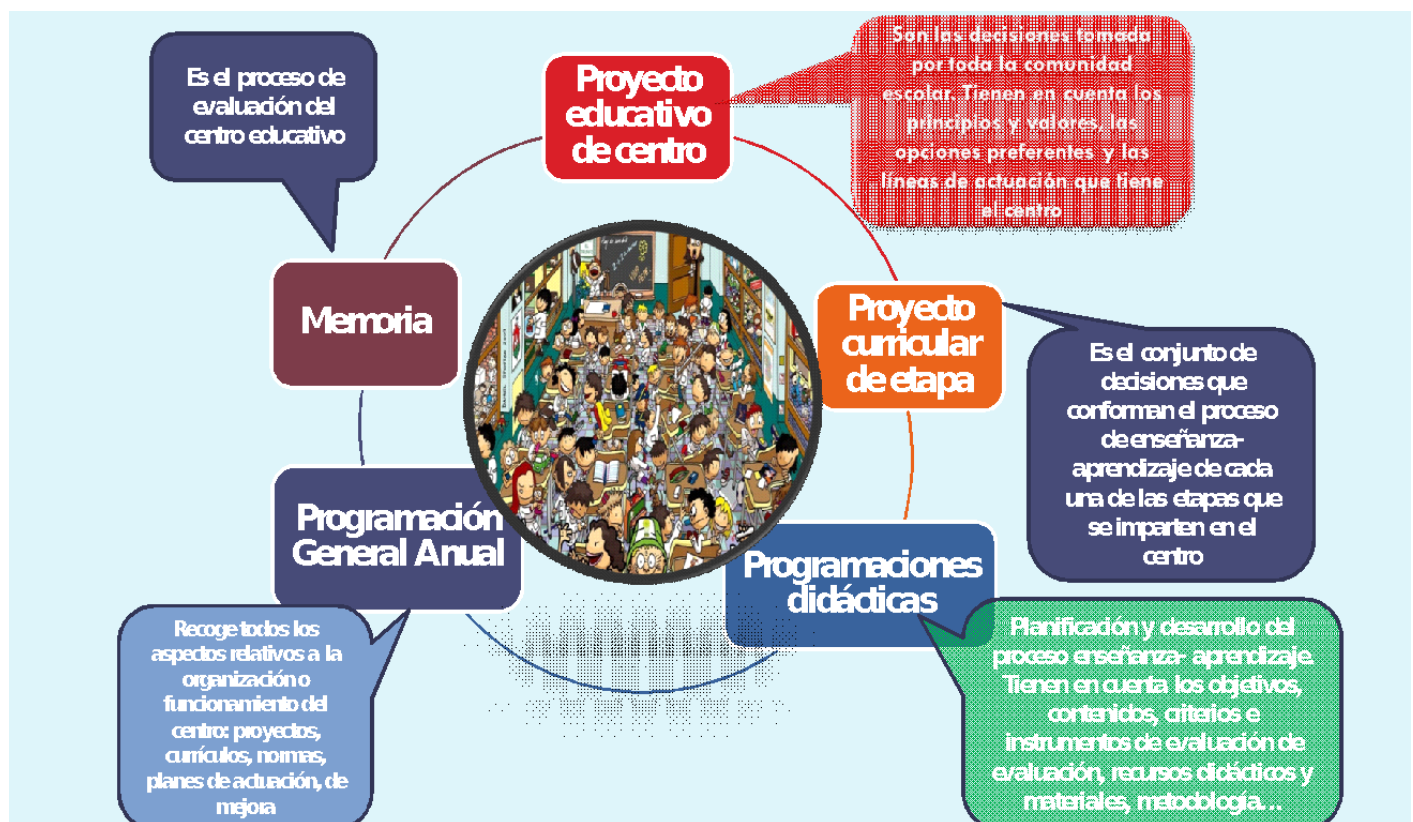 Es el proceso de
evaluación del
centro educativo
Proyecto
educativo
de centro
Son las decisiones tomada
por toda la comunidad
escolar. Tienen en cuenta los
principios y valores, las
opciones preferentes y las
líneas de actuación que tiene
el centro
Memoria
Proyecto
curricular
de etapa
Es el conjunto de
decisiones que
conforman el proceso
de enseñanza-
aprendizaje de cada
una de las etapas que
se imparten en el
centro
Programación
General Anual
Programaciones
didácticas
Recoge todos los
aspectos relativos a la
organización o
funcionamiento del
centro: proyectos,
currículos, normas,
planes de actuación, de
mejora
Planificación y desarrollo del
proceso enseñanza- aprendizaje.
Tienen en cuenta los objetivos,
contenidos, criterios e
instrumentos de evaluación de
evaluación, recursos didácticos y
materiales, metodología...